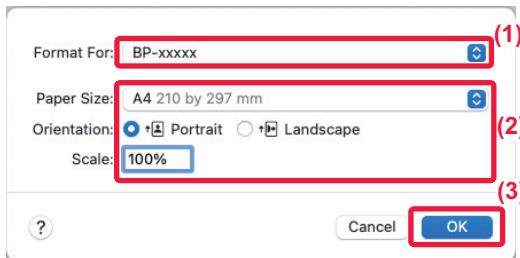 (1)
Format For: BP-xxxxx
Paper Size: A4 210 by 297 mm
(2)
Orientation: Portrait Landscape
Scale: 100%
(3)
? Cancel OK